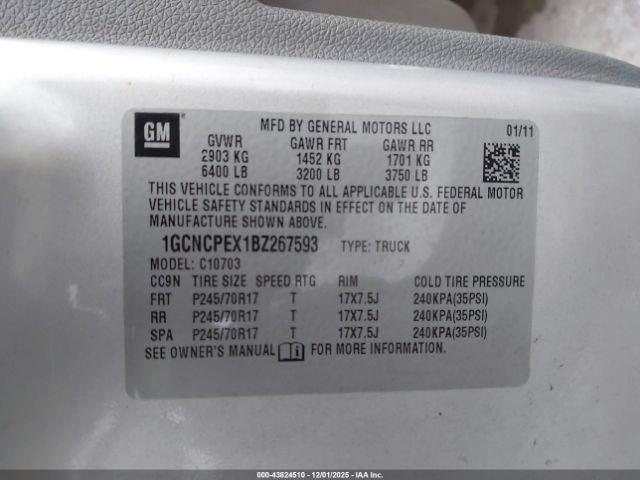 GM
®
MFD BY GENERAL MOTORS LLC 01/11
GVWR GAWR FRT GAWR RR
2903 KG 1452 KG 1701 KG
6400 LB 3200 LB 3750 LB
THIS VEHICLE CONFORMS TO ALL APPLICABLE U.S. FEDERAL MOTOR
VEHICLE SAFETY STANDARDS IN EFFECT ON THE DATE OF
MANUFACTURE SHOWN ABOVE.
1GCNCPEX1BZ267593 TYPE: TRUCK
MODEL: C10703
CC9N TIRE SIZE SPEED RTG RIM COLD TIRE PRESSURE
FRT P245/70R17 T 17X7.5J 240KPA(35PSI)
RR P245/70R17 T 17X7.5J 240KPA(35PSI)
SPA P245/70R17 T 17X7.5J 240KPA(35PSI)
SEE OWNER'S MANUAL i FOR MORE INFORMATION.
000-43824510 - 12/01/2025 - IAAI.COM